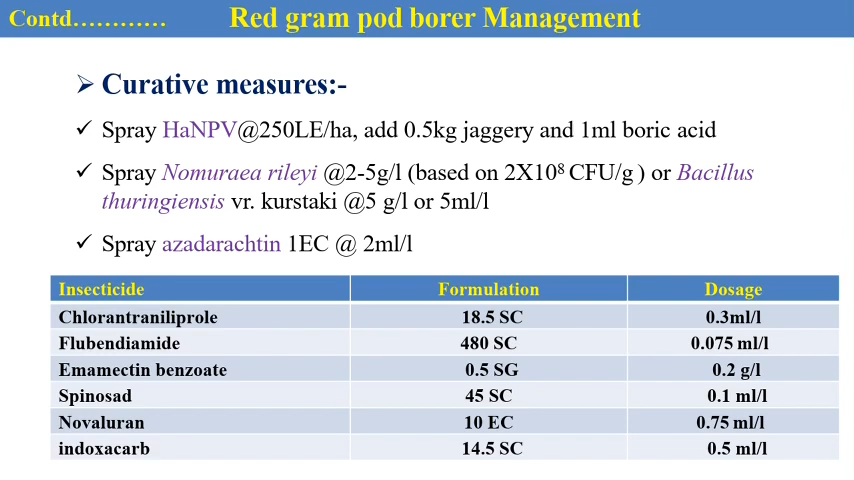 Contd………… Red gram pod borer Management
➢ Curative measures:-
✓ Spray HaNPV@250LE/ha, add 0.5kg jaggery and 1ml boric acid
✓ Spray Nomuraea rileyi @2-5g/l (based on 2X10⁸ CFU/g ) or Bacillus
thuringiensis vr. kurstaki @5 g/l or 5ml/l
✓ Spray azadarachtin 1EC @ 2ml/l
Insecticide Formulation Dosage
Chlorantraniliprole 18.5 SC 0.3ml/l
Flubendiamide 480 SC 0.075 ml/l
Emamectin benzoate 0.5 SG 0.2 g/l
Spinosad 45 SC 0.1 ml/l
Novaluran 10 EC 0.75 ml/l
indoxacarb 14.5 SC 0.5 ml/l